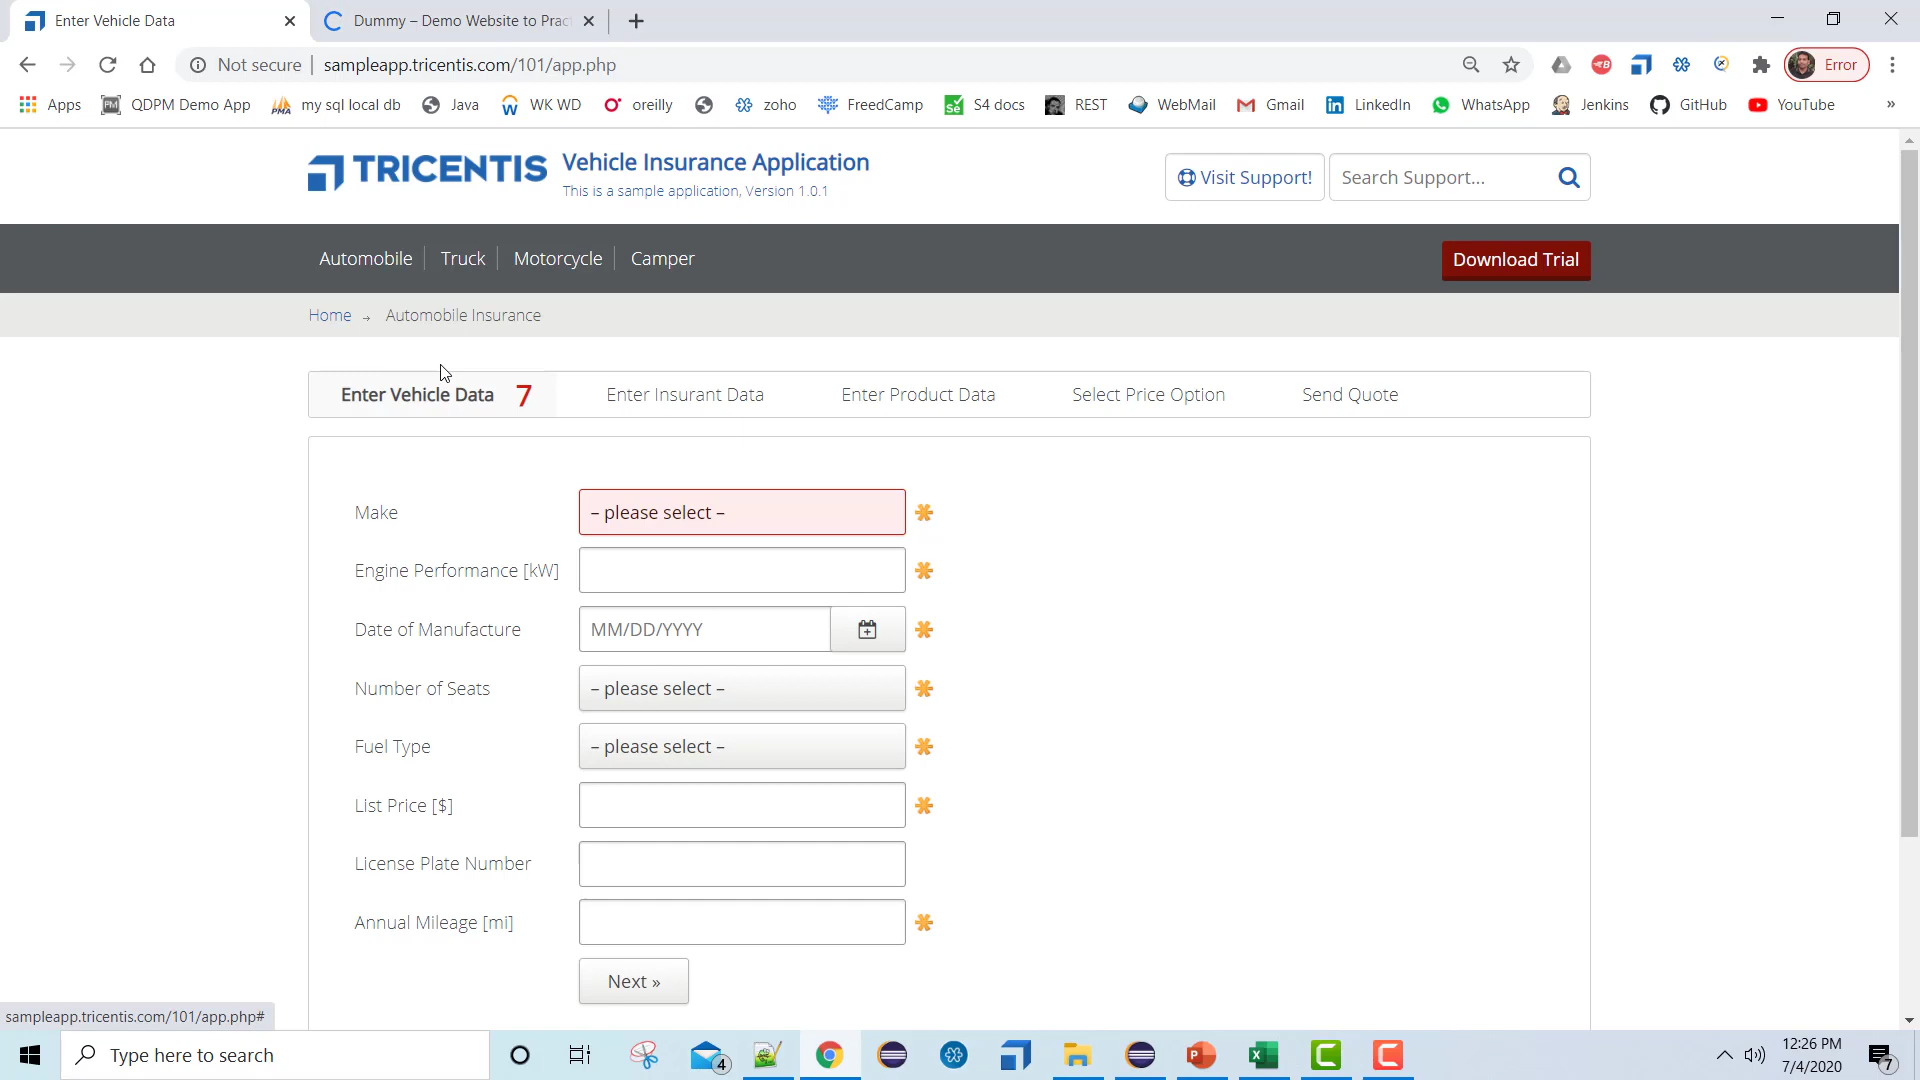 Enter Vehicle Data
Dummy – Demo Website to Prac
Not secure
sampleapp.tricentis.com/101/app.php
Error
Apps
QDPM Demo App
my sql local db
Java
WK WD
oreilly
zoho
FreedCamp
S4 docs
REST
WebMail
Gmail
LinkedIn
WhatsApp
Jenkins
GitHub
YouTube
»
TRICENTIS
Vehicle Insurance Application
This is a sample application, Version 1.0.1
Visit Support!
Search Support...
Automobile
Truck
Motorcycle
Camper
Download Trial
Home → Automobile Insurance
Enter Vehicle Data 7
Enter Insurant Data
Enter Product Data
Select Price Option
Send Quote
Make
– please select –
Engine Performance [kW]
Date of Manufacture
MM/DD/YYYY
Number of Seats
– please select –
Fuel Type
– please select –
List Price [$]
License Plate Number
Annual Mileage [mi]
Next »
sampleapp.tricentis.com/101/app.php#
Type here to search
4
12:26 PM
7/4/2020
7